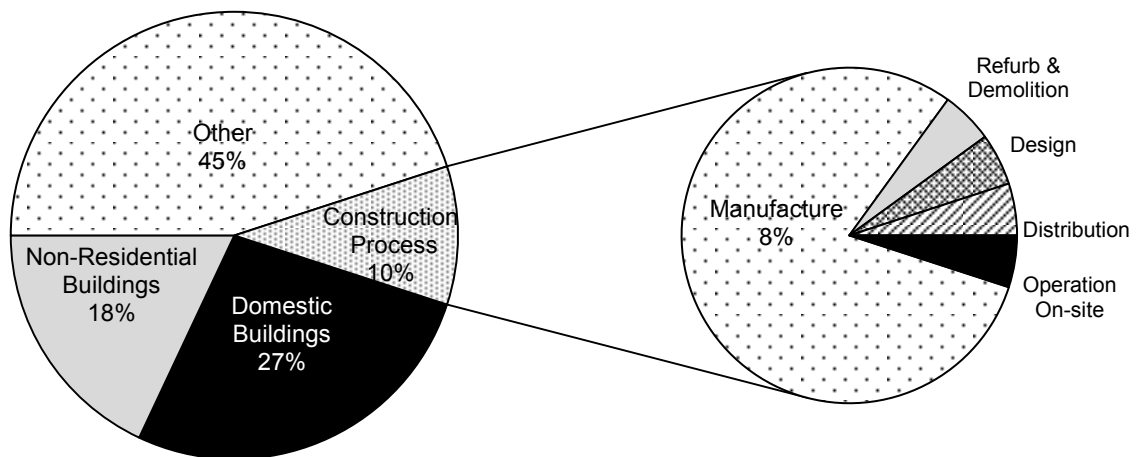 Other
45%
Construction
Process
10%
Non-Residential
Buildings
18%
Domestic
Buildings
27%
Manufacture
8%
Refurb &
Demolition
Design
Distribution
Operation
On-site